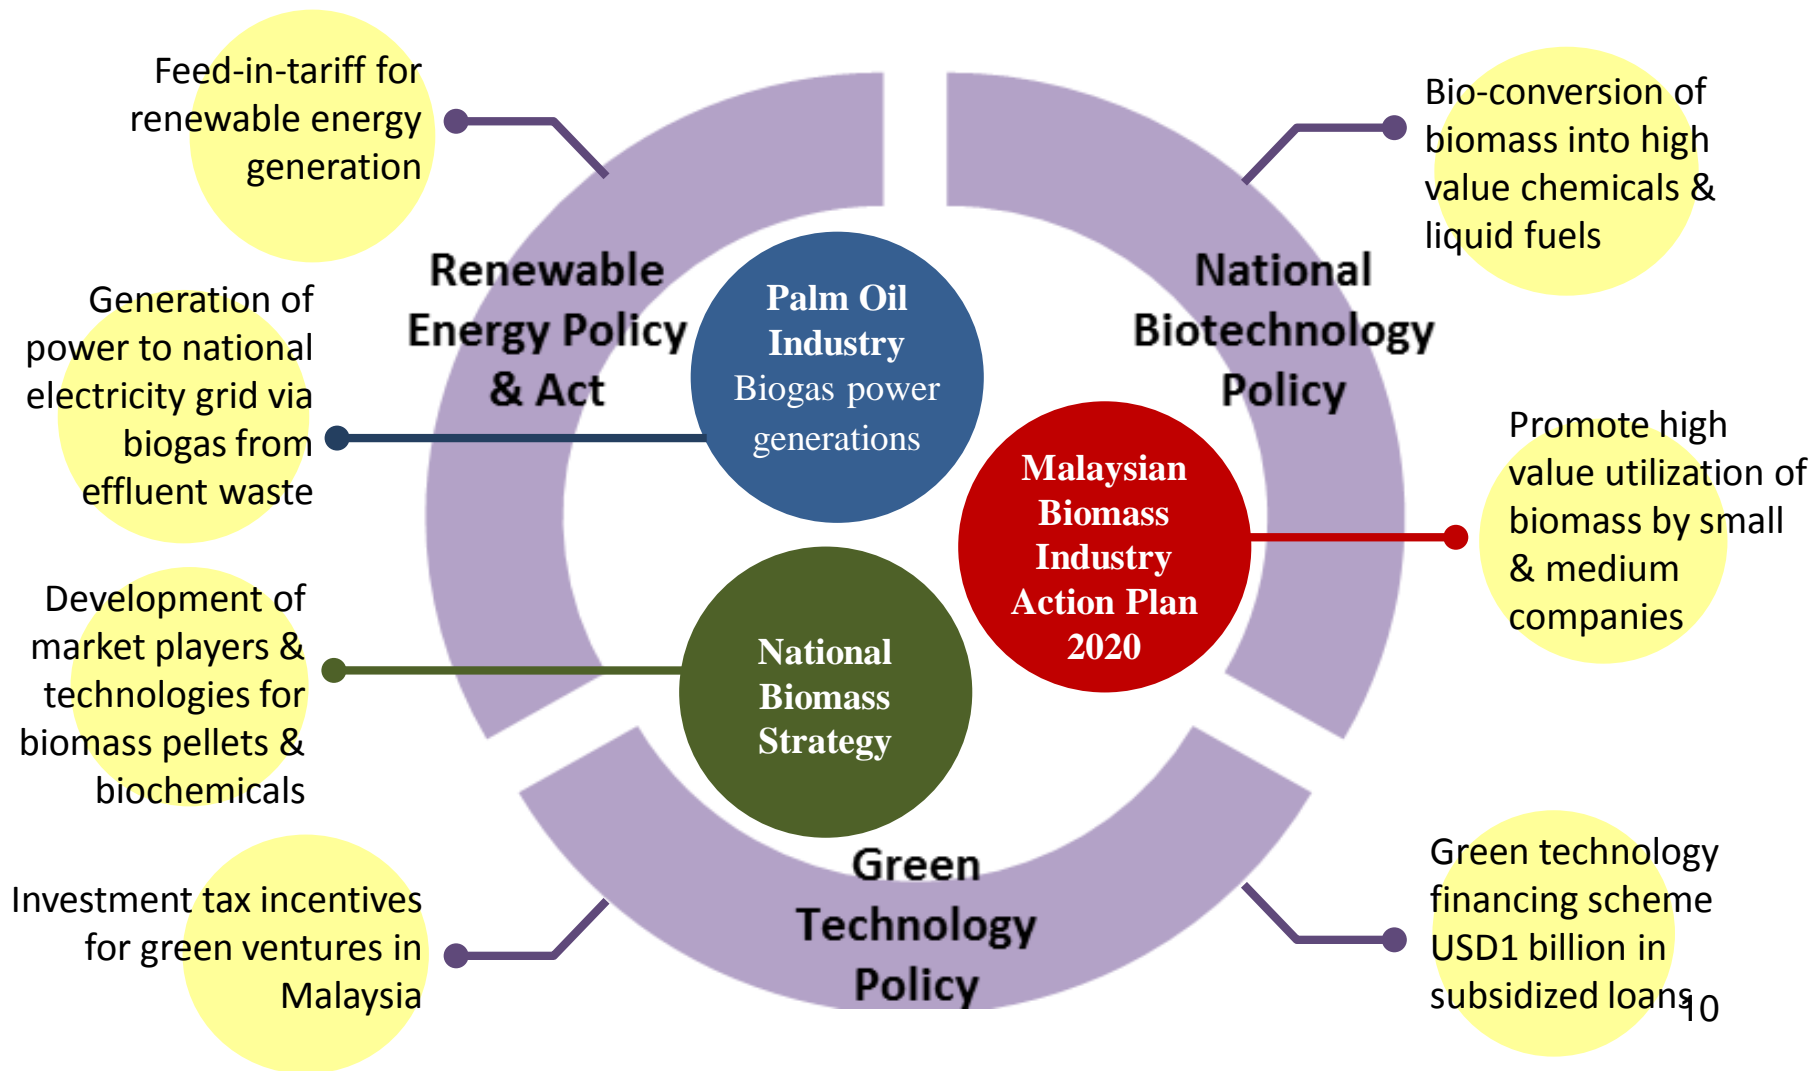 Feed-in-tariff for
renewable energy
generation
Bio-conversion of
biomass into high
value chemicals &
liquid fuels
Renewable
Energy Policy
& Act
Palm Oil
Industry
Biogas power
generations
National
Biotechnology
Policy
Generation of
power to national
electricity grid via
biogas from
effluent waste
Malaysian
Biomass
Industry
Action Plan
2020
Promote high
value utilization of
biomass by small
& medium
companies
Development of
market players &
technologies for
biomass pellets &
biochemicals
National
Biomass
Strategy
Investment tax incentives
for green ventures in
Malaysia
Green
Technology
Policy
Green technology
financing scheme
USD1 billion in
subsidized loans
10